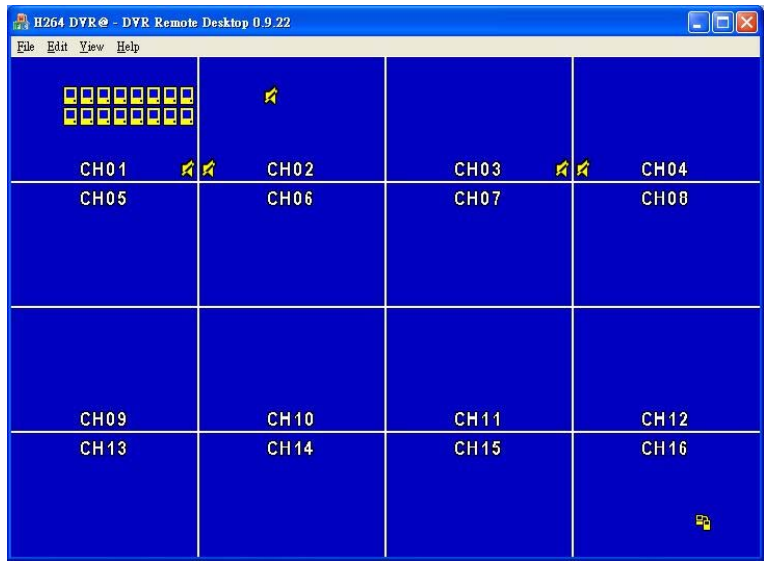 H264 DVR@ - DVR Remote Desktop 0.9.22
File Edit View Help
CH01 CH02 CH03 CH04
CH05 CH06 CH07 CH08
CH09 CH10 CH11 CH12
CH13 CH14 CH15 CH16